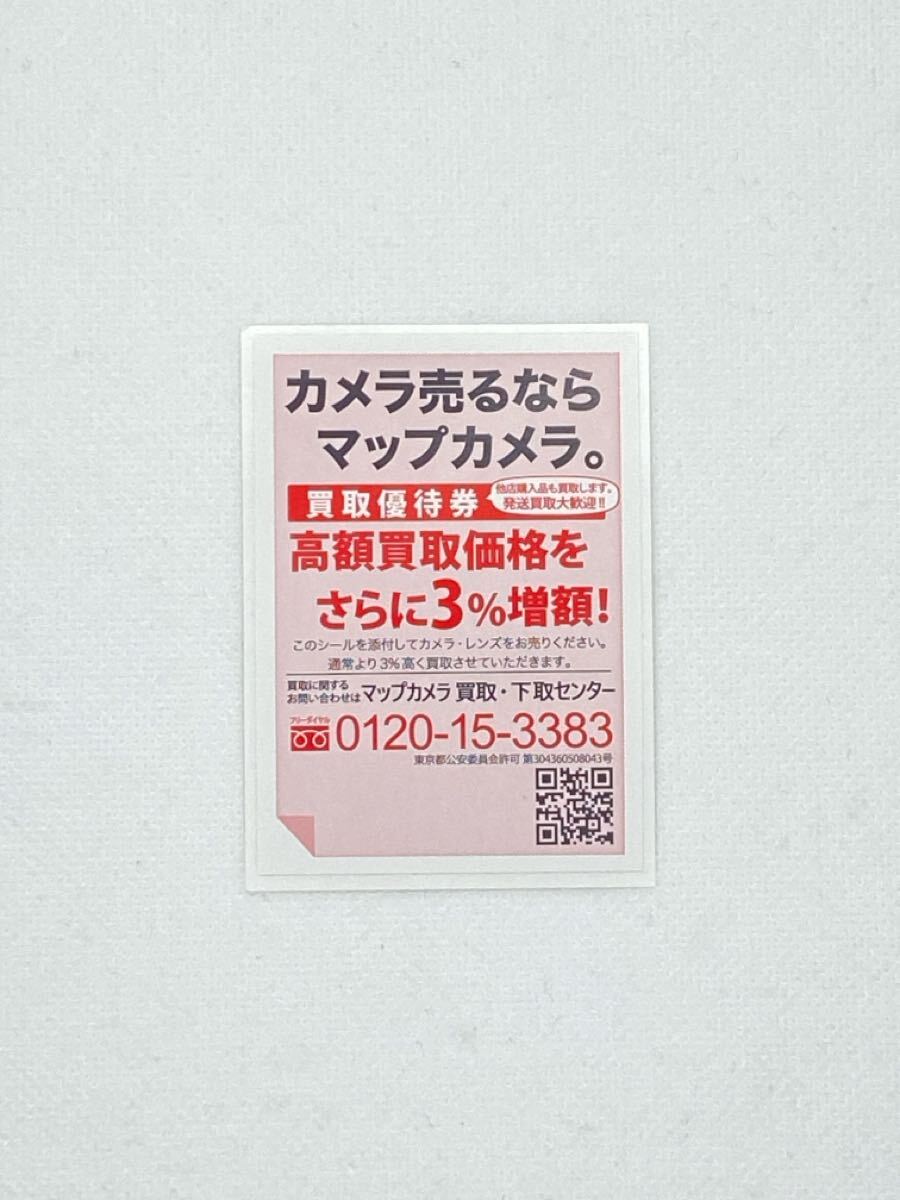 カメラ売るなら
マップカメラ。
買取優待券
他店購入品も買取します。
発送買取大歓迎!!
高額買取価格を
さらに3%増額!
このシールを添付してカメラ・レンズをお売りください。
通常より3%高く買取させていただきます。
買取に関する
お問い合わせは
マップカメラ 買取・下取センター
フリーダイヤル
0120-15-3383
東京都公安委員会許可 第304360508043号